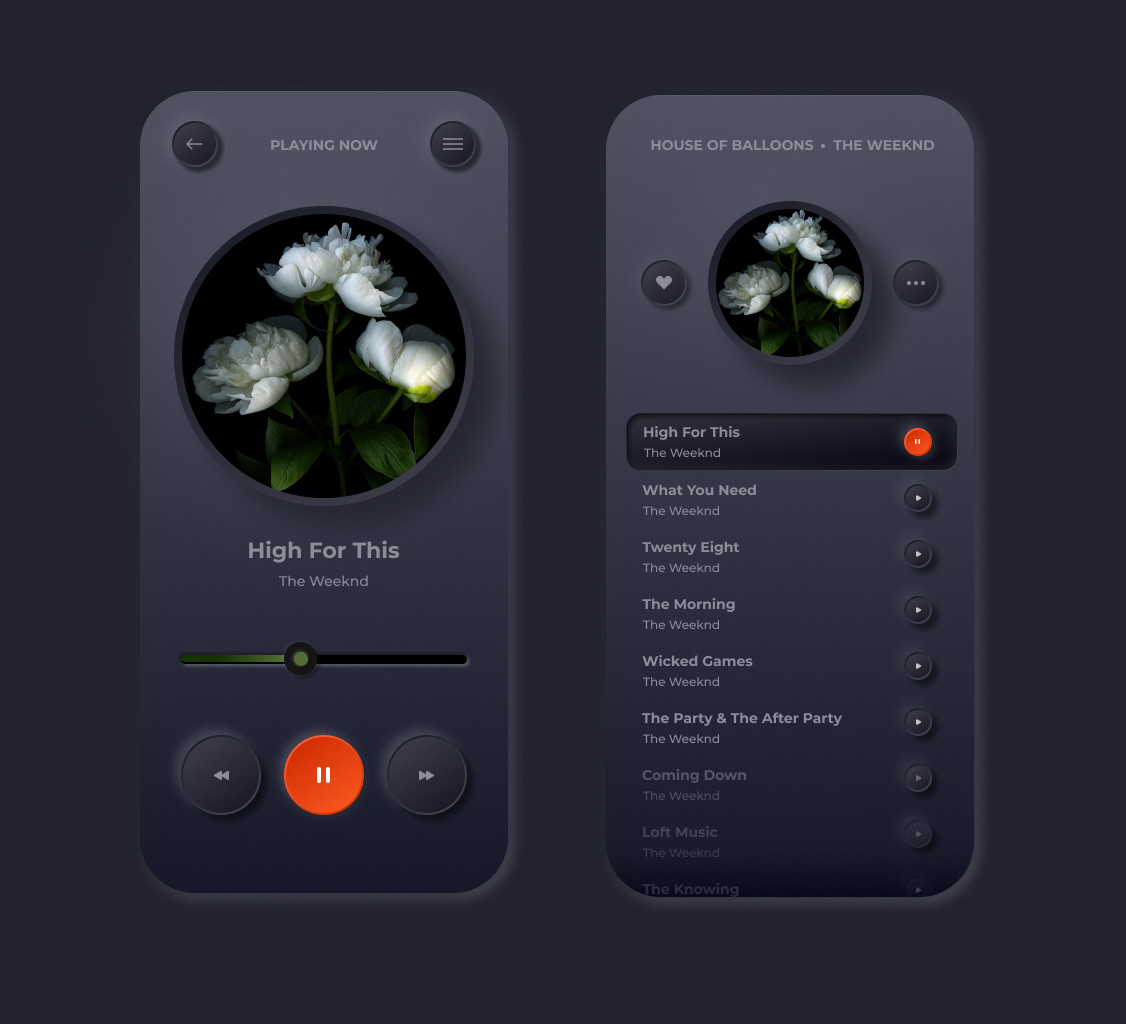 PLAYING NOW
High For This
The Weeknd
HOUSE OF BALLOONS • THE WEEKND
High For This
The Weeknd
What You Need
The Weeknd
Twenty Eight
The Weeknd
The Morning
The Weeknd
Wicked Games
The Weeknd
The Party & The After Party
The Weeknd
Coming Down
The Weeknd
Loft Music
The Weeknd
The Knowing